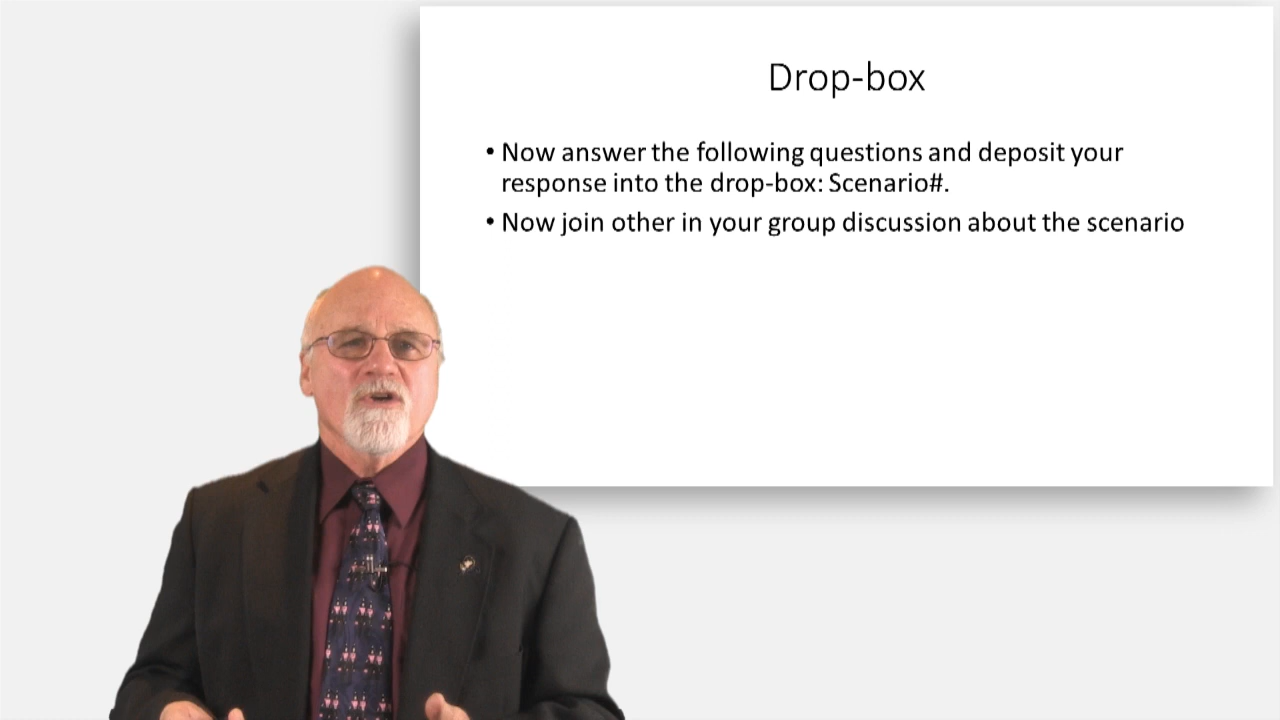 Drop-box
• Now answer the following questions and deposit your
response into the drop-box: Scenario#.
• Now join other in your group discussion about the scenario